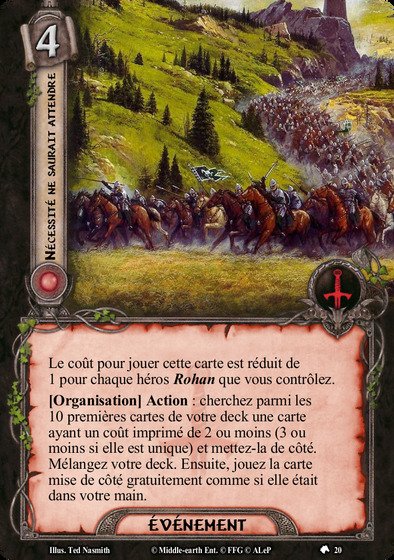 4
Nécessité ne saurait attendre
Le coût pour jouer cette carte est réduit de
1 pour chaque héros Rohan que vous contrôlez.
[Organisation] Action : cherchez parmi les
10 premières cartes de votre deck une carte
ayant un coût imprimé de 2 ou moins (3 ou
moins si elle est unique) et mettez-la de côté.
Mélangez votre deck. Ensuite, jouez la carte
mise de côté gratuitement comme si elle était
dans votre main.
ÉVÉNEMENT
Illus. Ted Nasmith © Middle-earth Ent. © FFG © ALeP 20